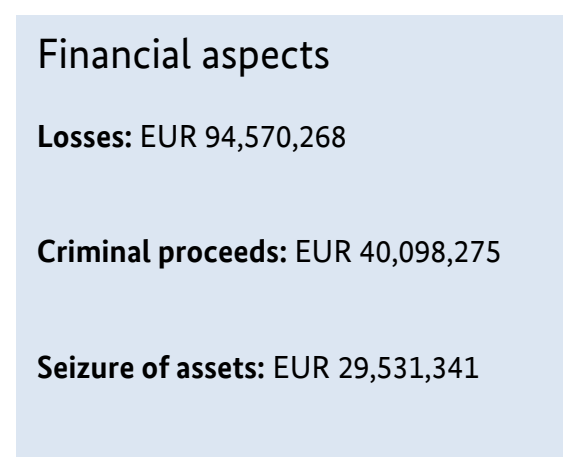 Financial aspects
Losses: EUR 94,570,268
Criminal proceeds: EUR 40,098,275
Seizure of assets: EUR 29,531,341